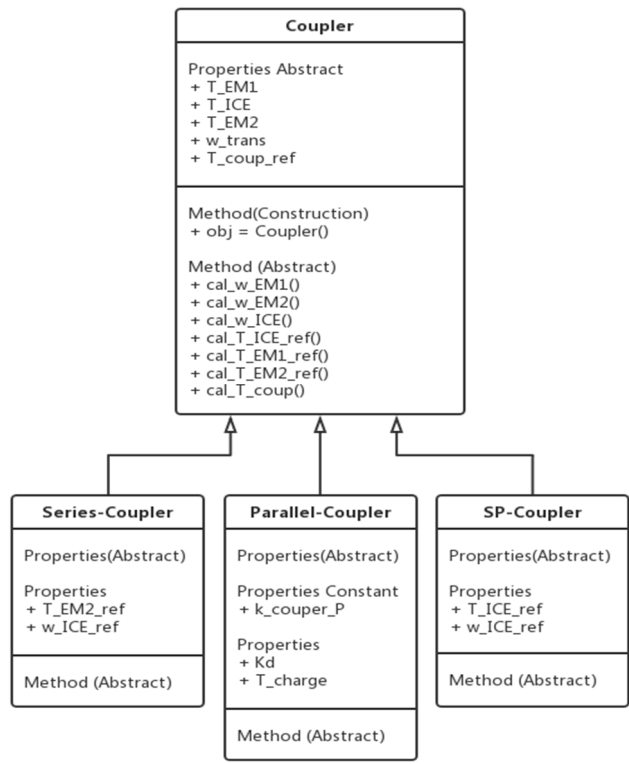 Coupler
Properties Abstract
+ T_EM1
+ T_ICE
+ T_EM2
+ w_trans
+ T_coup_ref
Method(Construction)
+ obj = Coupler()
Method (Abstract)
+ cal_w_EM1()
+ cal_w_EM2()
+ cal_w_ICE()
+ cal_T_ICE_ref()
+ cal_T_EM1_ref()
+ cal_T_EM2_ref()
+ cal_T_coup()
Series-Coupler
Properties(Abstract)
Properties
+ T_EM2_ref
+ w_ICE_ref
Method (Abstract)
Parallel-Coupler
Properties(Abstract)
Properties Constant
+ k_couper_P
Properties
+ Kd
+ T_charge
Method (Abstract)
SP-Coupler
Properties(Abstract)
Properties
+ T_ICE_ref
+ w_ICE_ref
Method (Abstract)